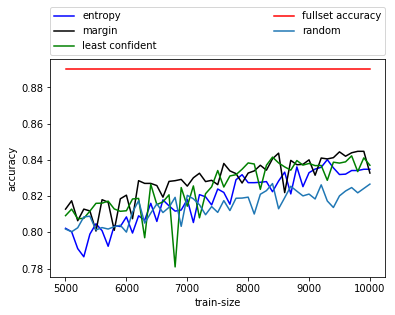 entropy
margin
least confident
fullset accuracy
random
accuracy
0.88
0.86
0.84
0.82
0.80
0.78
5000 6000 7000 8000 9000 10000
train-size